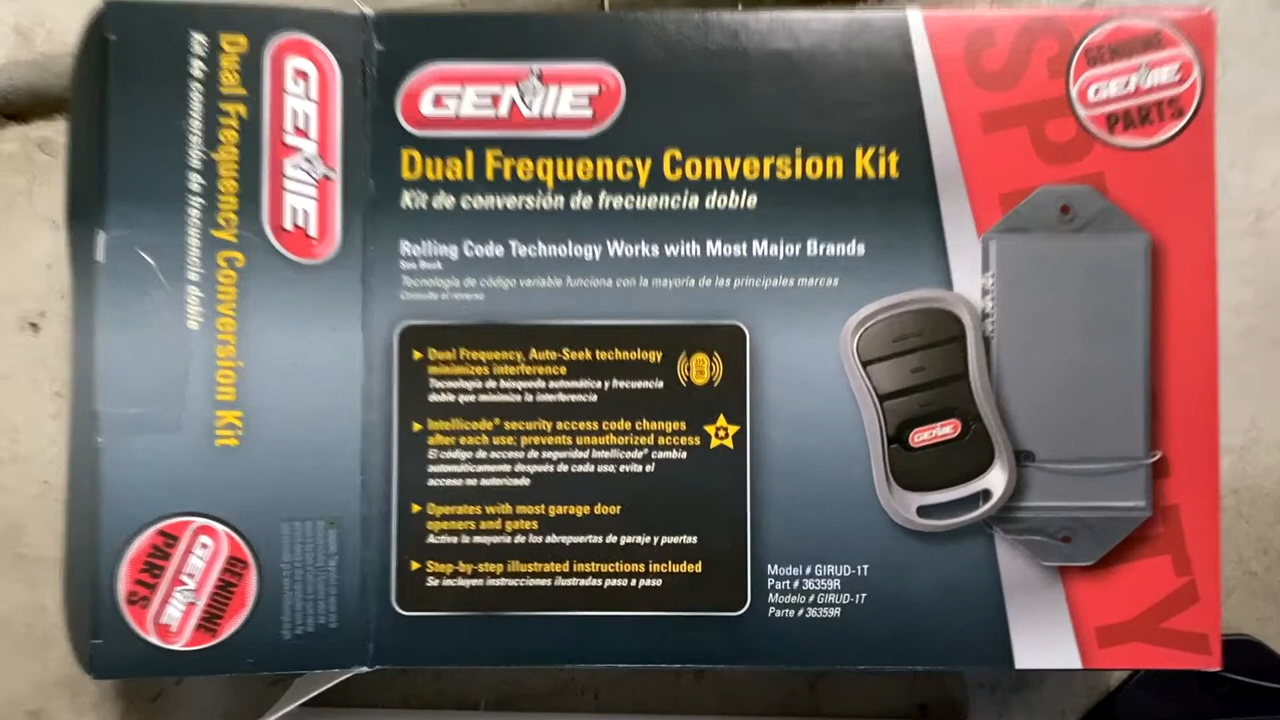 GENIE
Dual Frequency Conversion Kit
Kit de conversión de frecuencia doble
GENUINE
GENIE
PARTS
GENIE
Dual Frequency Conversion Kit
Kit de conversión de frecuencia doble
Rolling Code Technology Works with Most Major Brands
See Back
Tecnología de código variable funciona con la mayoría de las principales marcas
Consulte el reverso
Dual Frequency, Auto-Seek technology
minimizes interference
Tecnología de búsqueda automática y frecuencia
doble que minimiza la interferencia
Intellicode® security access code changes
after each use; prevents unauthorized access
El código de acceso de seguridad Intellicode® cambia
automáticamente después de cada uso; evita el
acceso no autorizado
Operates with most garage door
openers and gates
Activa la mayoría de los abrepuertas de garaje y puertas
Step-by-step illustrated instructions included
Se incluyen instrucciones ilustradas paso a paso
Model # GIRUD-1T
Part # 36359R
Modelo # GIRUD-1T
Parte # 36359R
GENIE
GENUINE
GENIE
PARTS